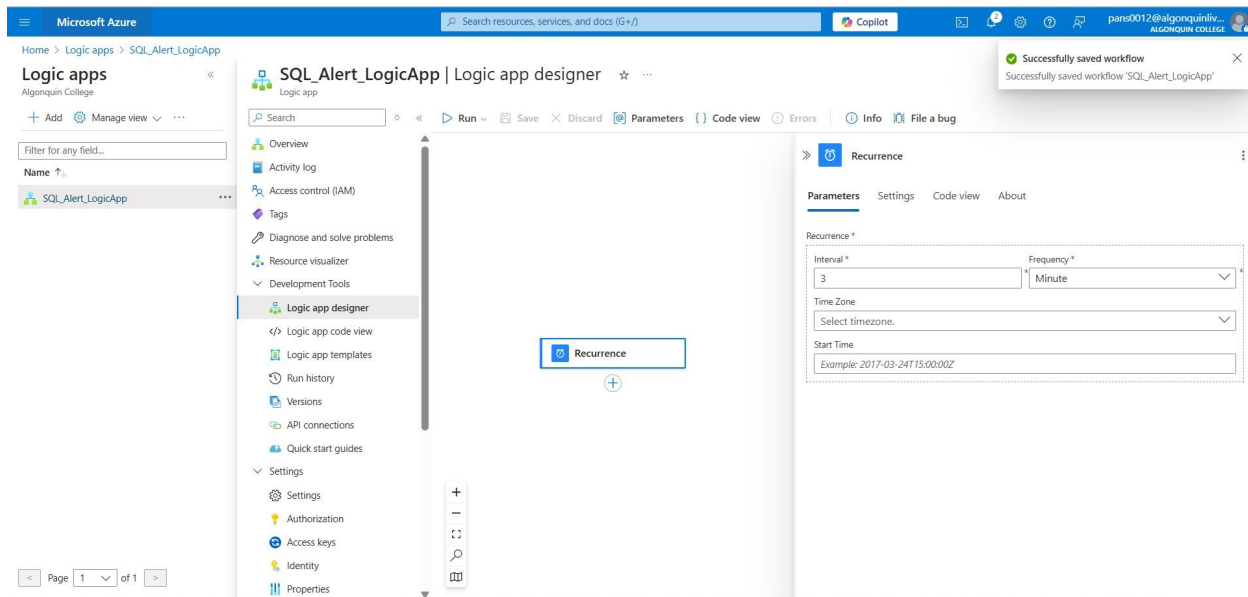 Microsoft Azure
Search resources, services, and docs (G+/)
Copilot
2
pans0012@algonquinliv...
ALGONQUIN COLLEGE
Home > Logic apps > SQL_Alert_LogicApp
Successfully saved workflow
Successfully saved workflow 'SQL_Alert_LogicApp'
Logic apps
Algonquin College
+ Add
Manage view
...
Filter for any field...
Name ↑↓
SQL_Alert_LogicApp
...
< Page 1 of 1 >
SQL_Alert_LogicApp | Logic app designer
...
Logic app
Search
Run
Save
Discard
Parameters
{ } Code view
Errors
Info
File a bug
Overview
Activity log
Access control (IAM)
Tags
Diagnose and solve problems
Resource visualizer
Development Tools
Logic app designer
Logic app code view
Logic app templates
Run history
Versions
API connections
Quick start guides
Settings
Settings
Authorization
Access keys
Identity
Properties
Recurrence
Recurrence
Parameters
Settings
Code view
About
Recurrence *
Interval *
3
*
Frequency *
Minute
*
Time Zone
Select timezone.
Start Time
Example: 2017-03-24T15:00:00Z